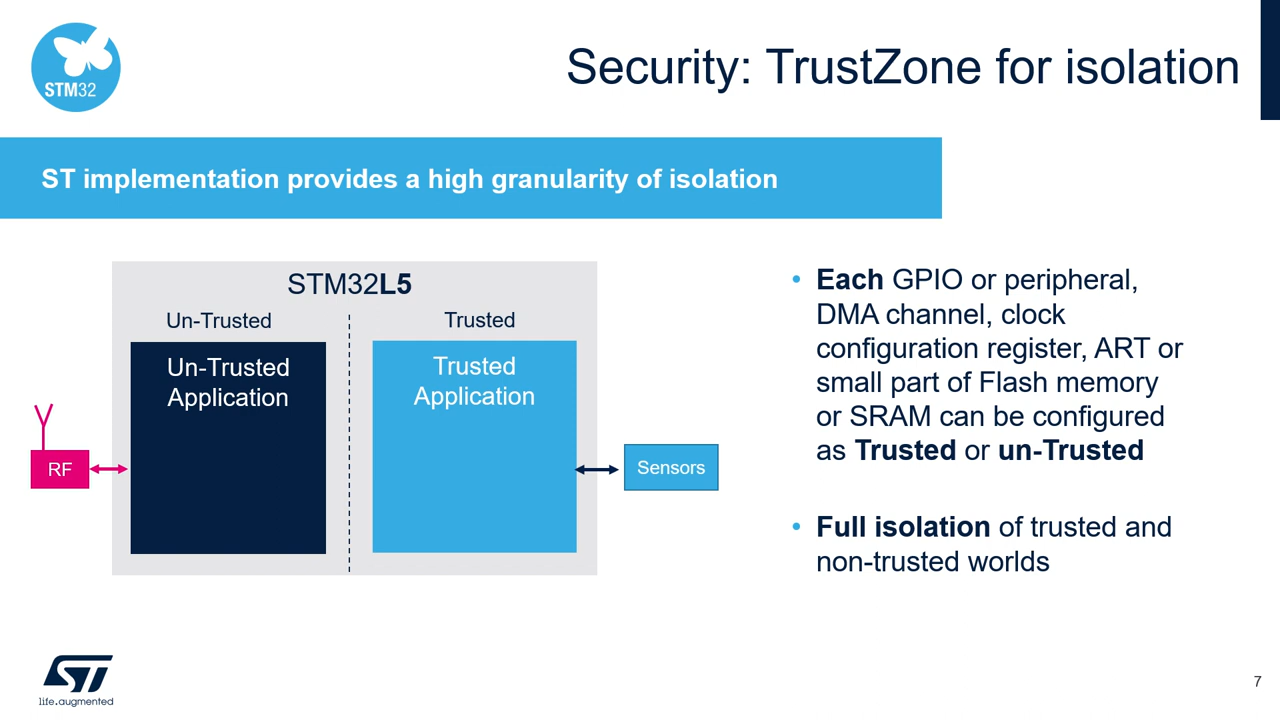 STM32
Security: TrustZone for isolation
ST implementation provides a high granularity of isolation
STM32L5
Un-Trusted
Trusted
Un-Trusted
Application
Trusted
Application
RF
Sensors
• Each GPIO or peripheral,
DMA channel, clock
configuration register, ART or
small part of Flash memory
or SRAM can be configured
as Trusted or un-Trusted
• Full isolation of trusted and
non-trusted worlds
ST
life.augmented
7